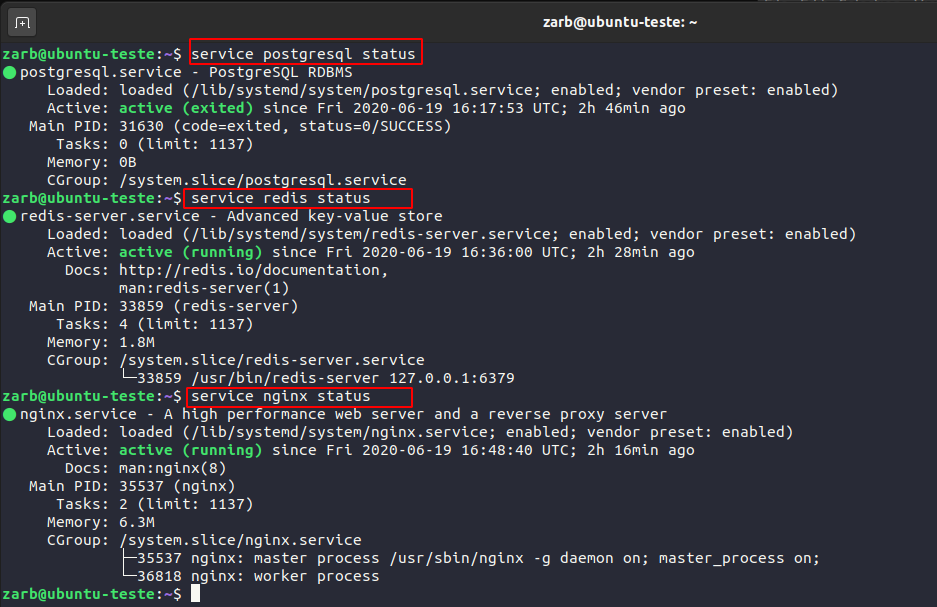 zarb@ubuntu-teste: ~
zarb@ubuntu-teste:~$ service postgresql status
● postgresql.service - PostgreSQL RDBMS
Loaded: loaded (/lib/systemd/system/postgresql.service; enabled; vendor preset: enabled)
Active: active (exited) since Fri 2020-06-19 16:17:53 UTC; 2h 46min ago
Main PID: 31630 (code=exited, status=0/SUCCESS)
Tasks: 0 (limit: 1137)
Memory: 0B
CGroup: /system.slice/postgresql.service
zarb@ubuntu-teste:~$ service redis status
● redis-server.service - Advanced key-value store
Loaded: loaded (/lib/systemd/system/redis-server.service; enabled; vendor preset: enabled)
Active: active (running) since Fri 2020-06-19 16:36:00 UTC; 2h 28min ago
Docs: http://redis.io/documentation,
man:redis-server(1)
Main PID: 33859 (redis-server)
Tasks: 4 (limit: 1137)
Memory: 1.8M
CGroup: /system.slice/redis-server.service
└─33859 /usr/bin/redis-server 127.0.0.1:6379
zarb@ubuntu-teste:~$ service nginx status
● nginx.service - A high performance web server and a reverse proxy server
Loaded: loaded (/lib/systemd/system/nginx.service; enabled; vendor preset: enabled)
Active: active (running) since Fri 2020-06-19 16:48:40 UTC; 2h 16min ago
Docs: man:nginx(8)
Main PID: 35537 (nginx)
Tasks: 2 (limit: 1137)
Memory: 6.3M
CGroup: /system.slice/nginx.service
├─35537 nginx: master process /usr/sbin/nginx -g daemon on; master_process on;
└─36818 nginx: worker process
zarb@ubuntu-teste:~$